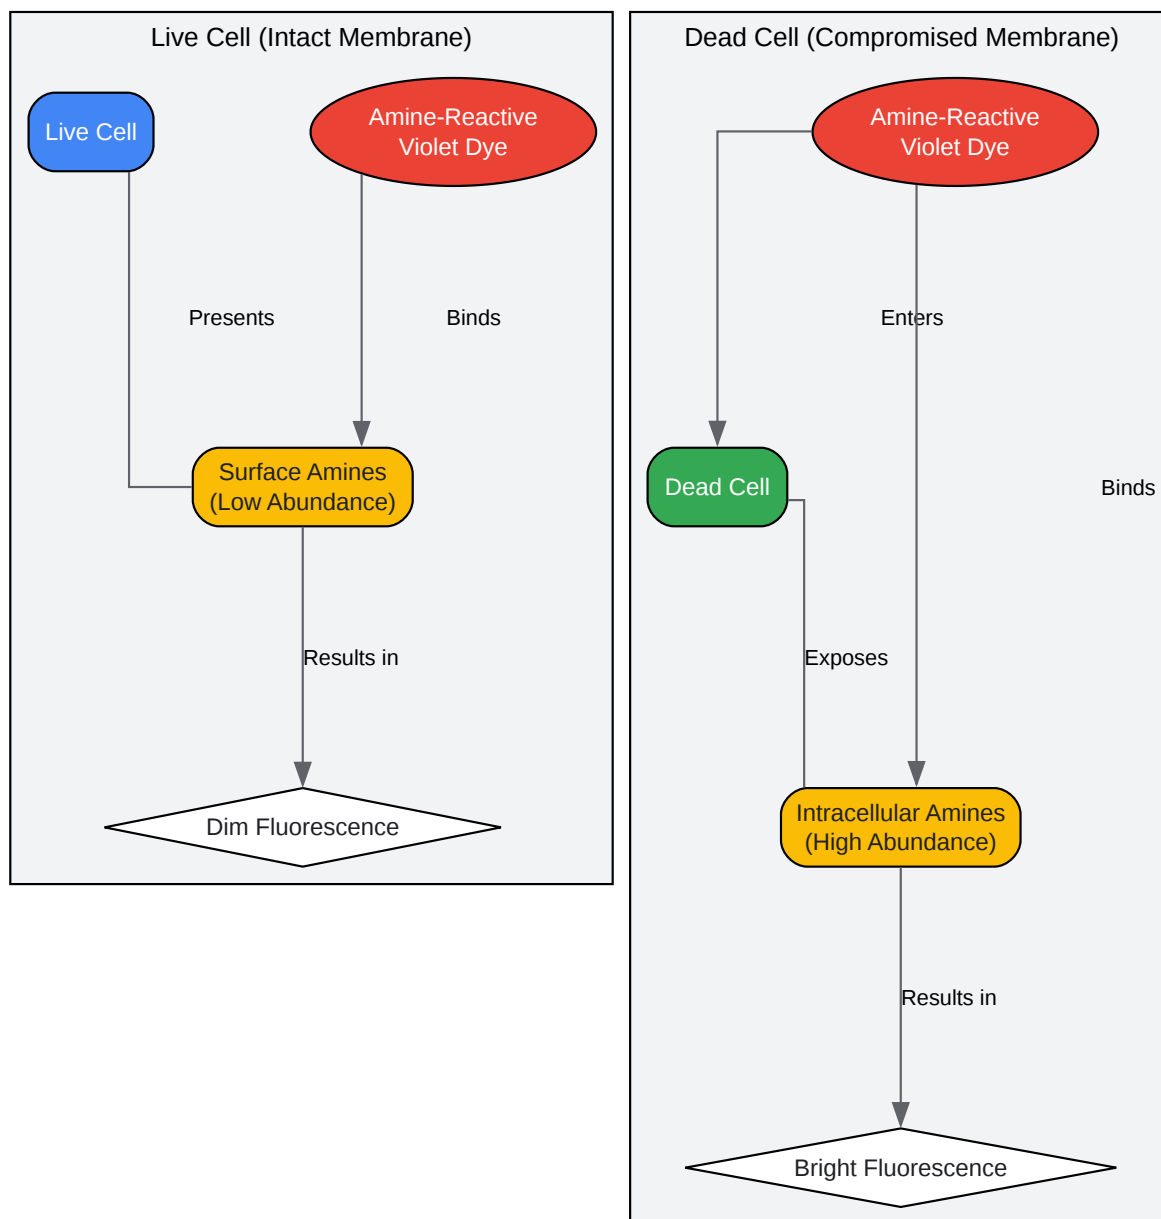 Live Cell (Intact Membrane)
Live Cell
Amine-Reactive
Violet Dye
Presents
Binds
Surface Amines
(Low Abundance)
Results in
Dim Fluorescence
Dead Cell (Compromised Membrane)
Amine-Reactive
Violet Dye
Enters
Dead Cell
Binds
Exposes
Intracellular Amines
(High Abundance)
Results in
Bright Fluorescence